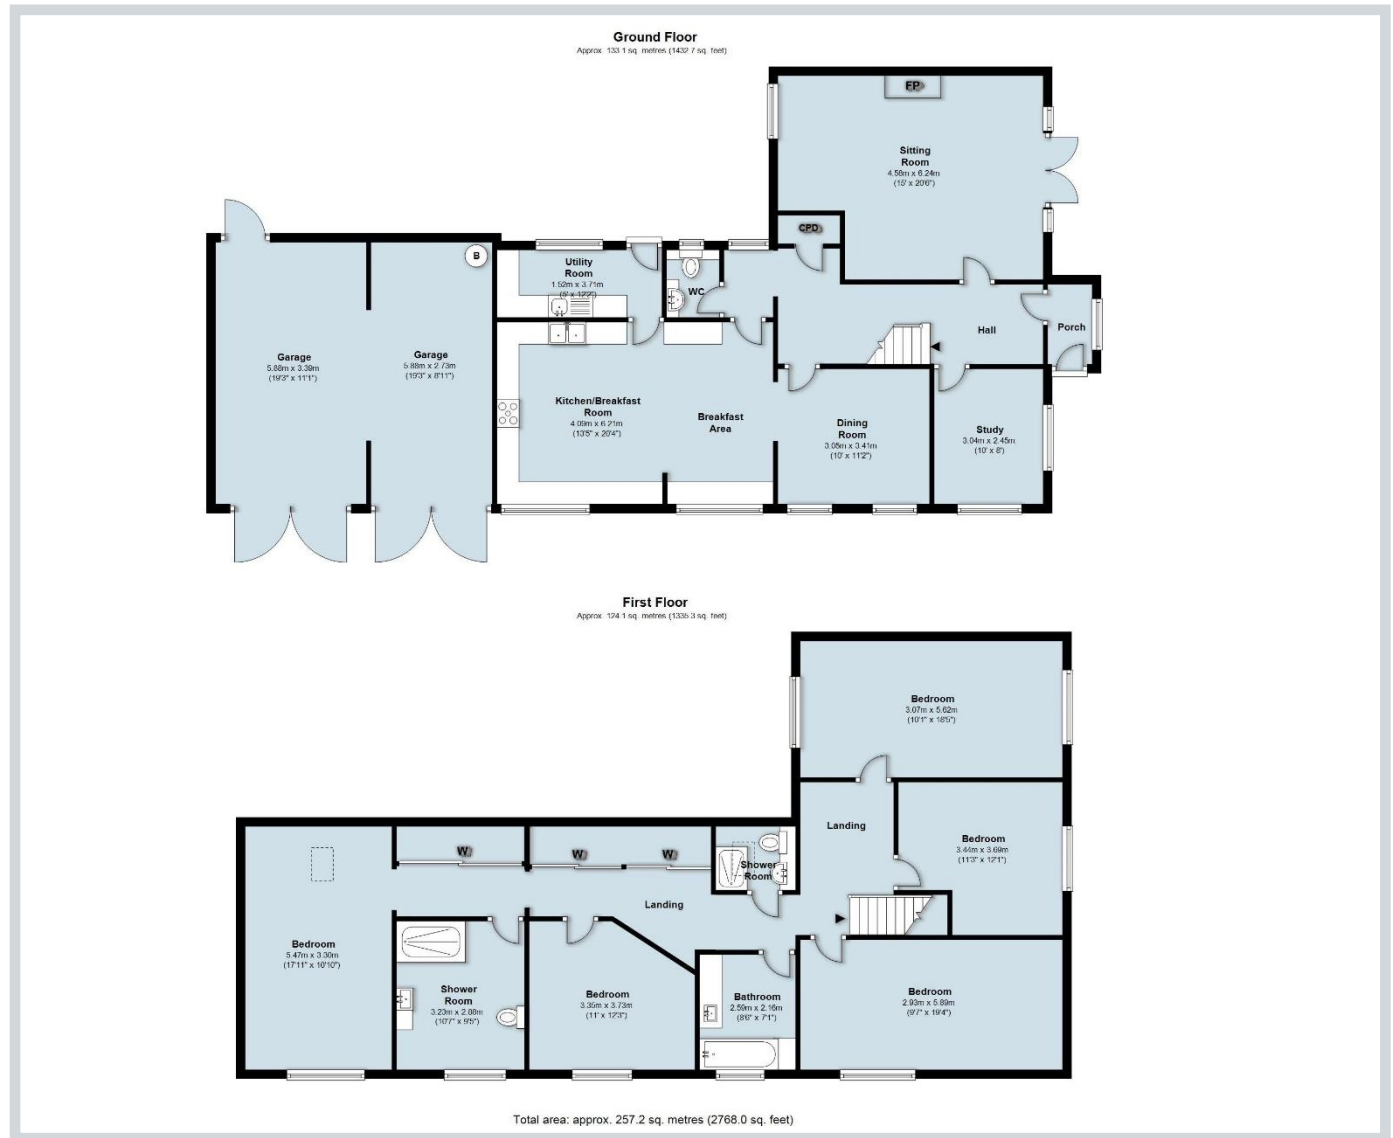 Ground Floor
Approx. 133.1 sq. metres (1432.7 sq. feet)
FP
Sitting
Room
4.58m x 6.24m
(15' x 20'6")
CPD
B
Utility
Room
1.52m x 3.71m
(5' x 12'2")
WC
Hall
Porch
Garage
5.88m x 3.39m
(19'3" x 11'1")
Garage
5.88m x 2.73m
(19'3" x 8'11")
Kitchen/Breakfast
Room
4.09m x 6.21m
(13'5" x 20'4")
Breakfast
Area
Dining
Room
3.05m x 3.41m
(10' x 11'2")
Study
3.04m x 2.45m
(10' x 8')
First Floor
Approx. 124.1 sq. metres (1335.3 sq. feet)
Bedroom
3.07m x 5.62m
(10'1" x 18'5")
Landing
Bedroom
3.44m x 3.69m
(11'3" x 12'1")
W
W
W
Shower
Room
Landing
Bedroom
5.47m x 3.30m
(17'11" x 10'10")
Shower
Room
3.23m x 2.88m
(10'7" x 9'5")
Bedroom
3.35m x 3.73m
(11' x 12'3")
Bathroom
2.59m x 2.16m
(8'6" x 7'1")
Bedroom
2.93m x 5.89m
(9'7" x 19'4")
Total area: approx. 257.2 sq. metres (2768.0 sq. feet)